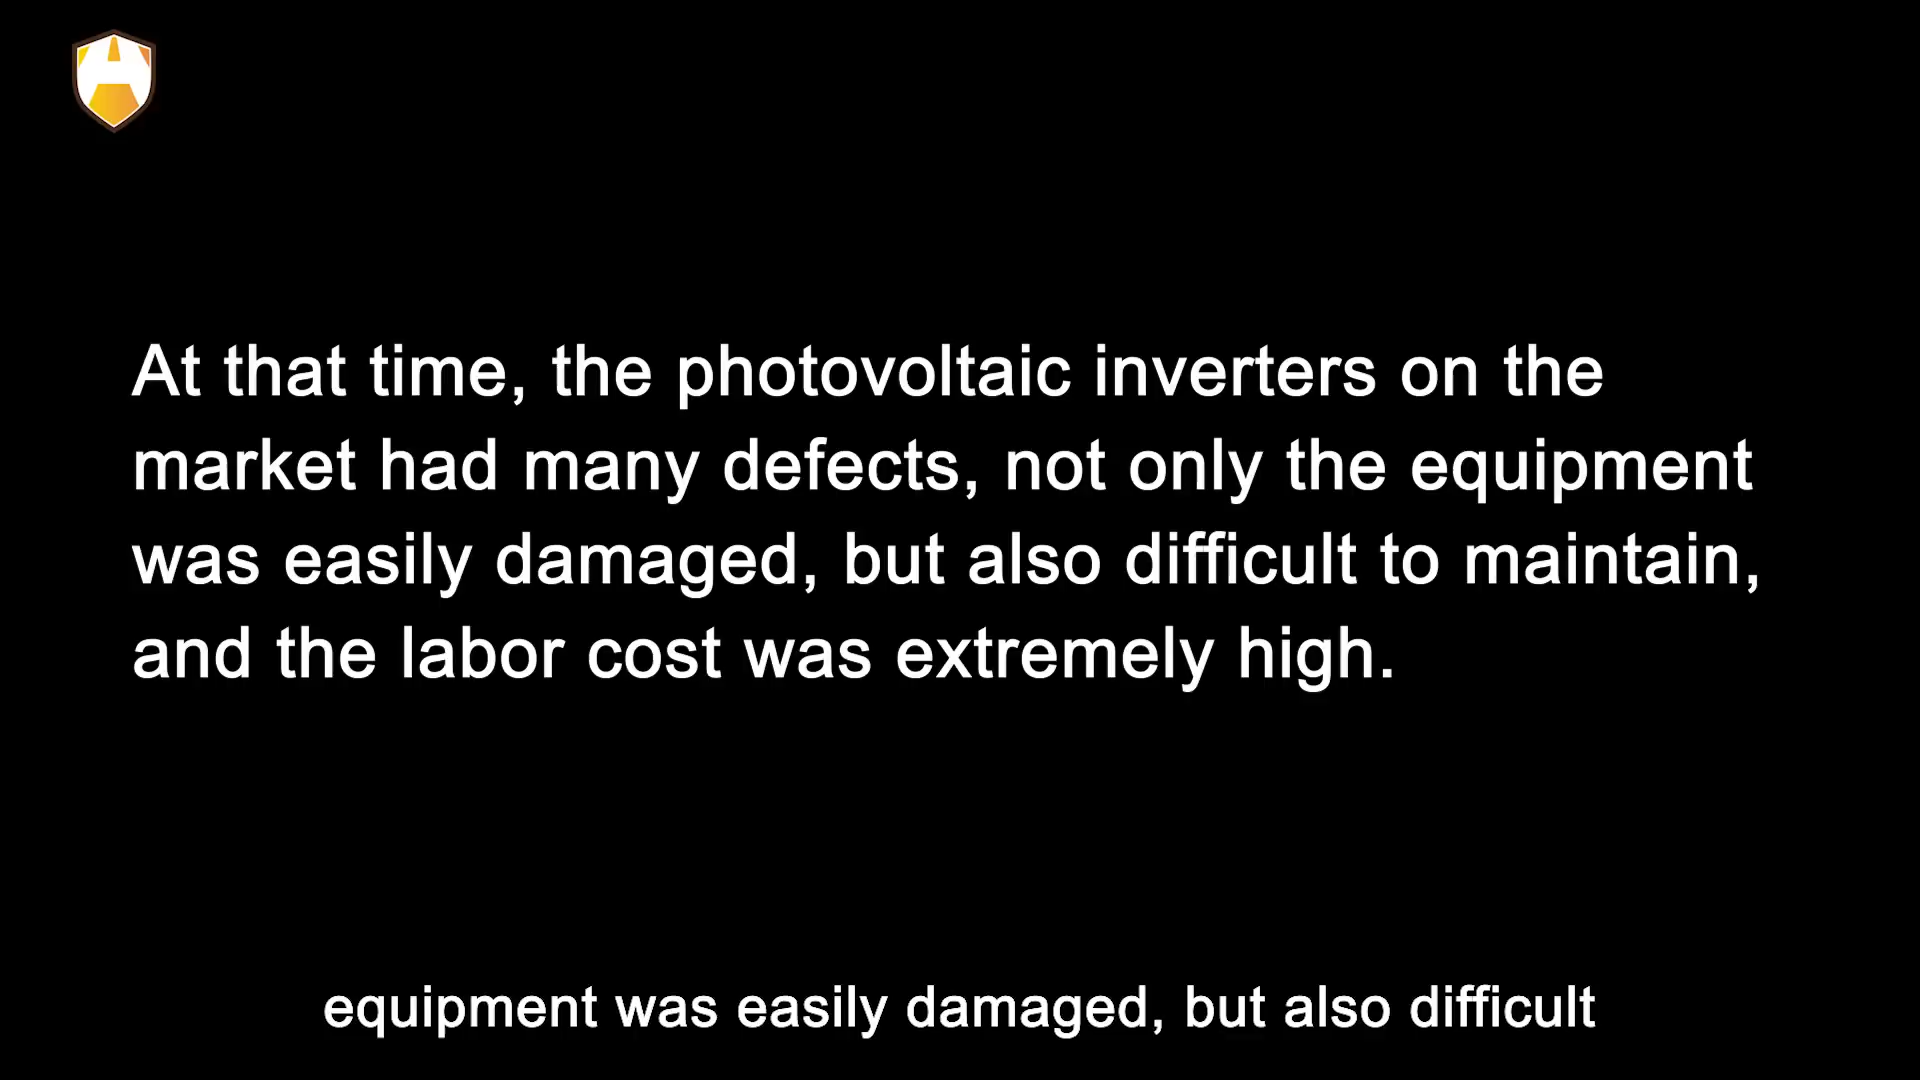 At that time, the photovoltaic inverters on the
market had many defects, not only the equipment
was easily damaged, but also difficult to maintain,
and the labor cost was extremely high.
equipment was easily damaged, but also difficult